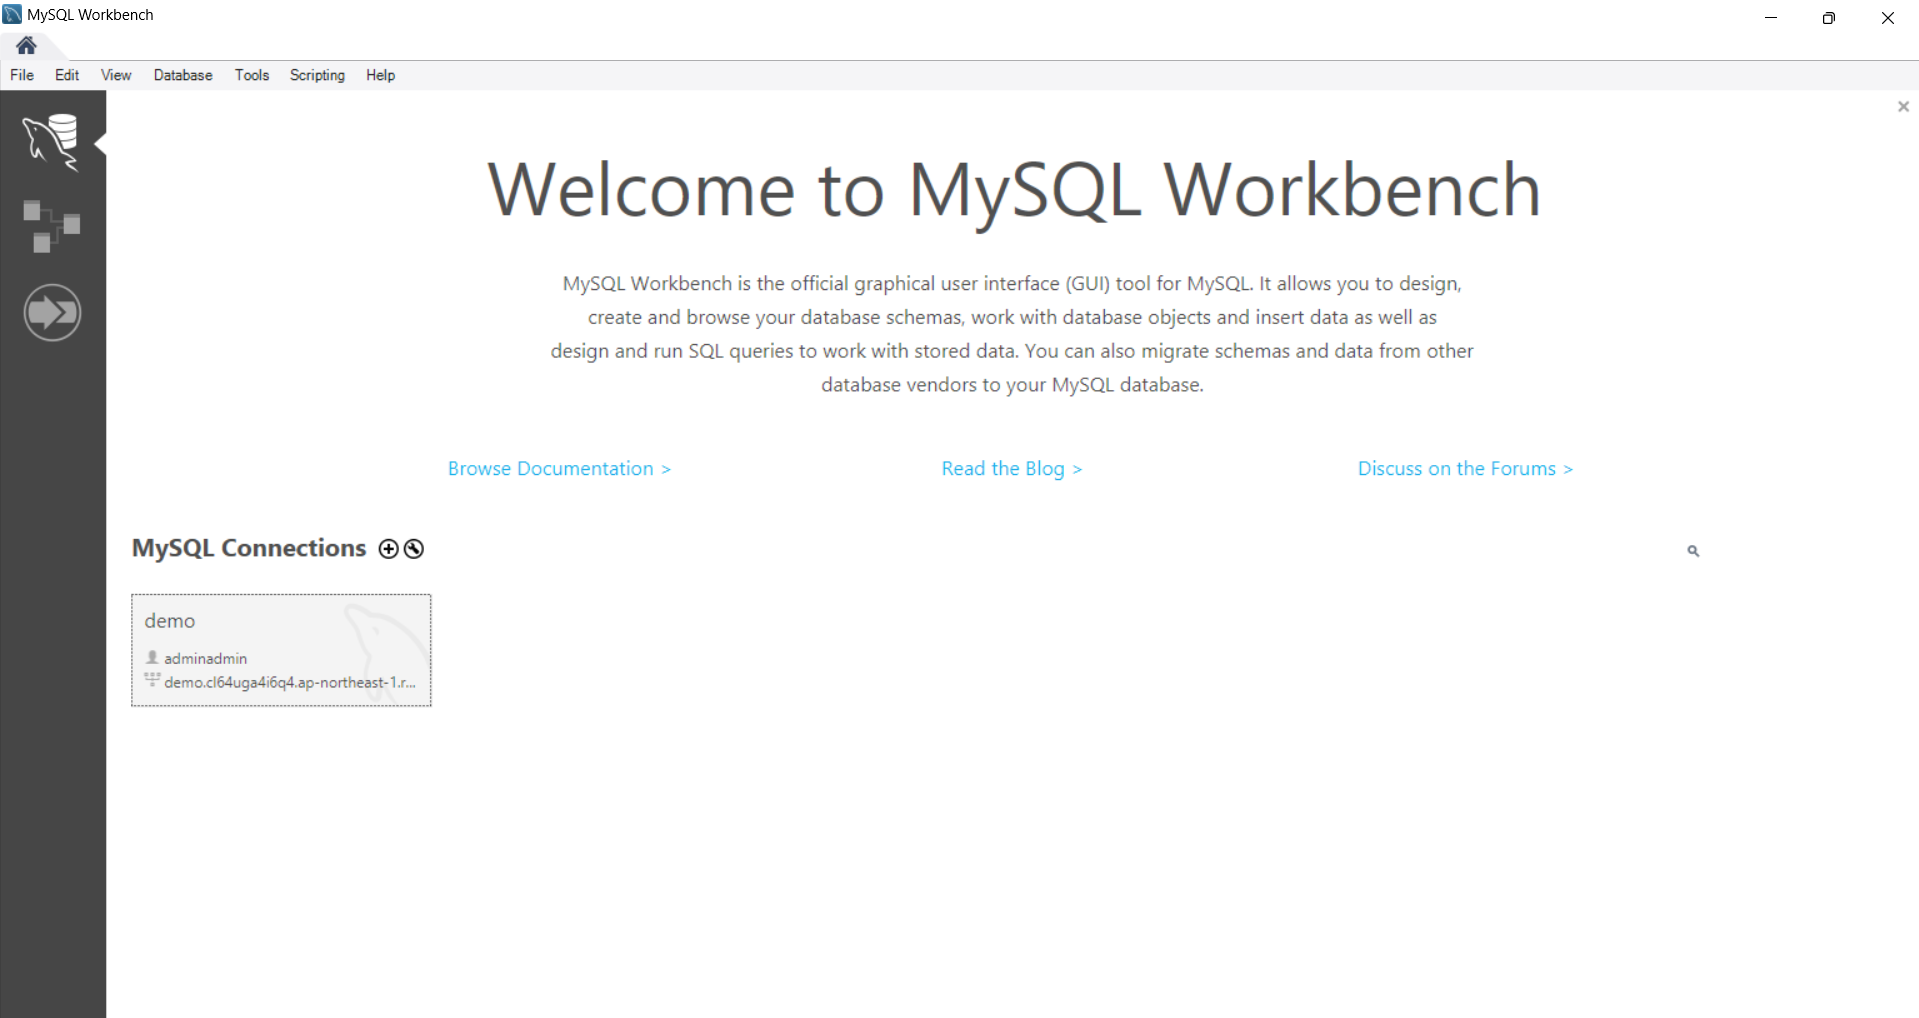 MySQL Workbench
File Edit View Database Tools Scripting Help
Welcome to MySQL Workbench
MySQL Workbench is the official graphical user interface (GUI) tool for MySQL. It allows you to design,
create and browse your database schemas, work with database objects and insert data as well as
design and run SQL queries to work with stored data. You can also migrate schemas and data from other
database vendors to your MySQL database.
Browse Documentation > Read the Blog > Discuss on the Forums >
MySQL Connections
demo
adminadmin
demo.cl64uga4i6q4.ap-northeast-1.r...